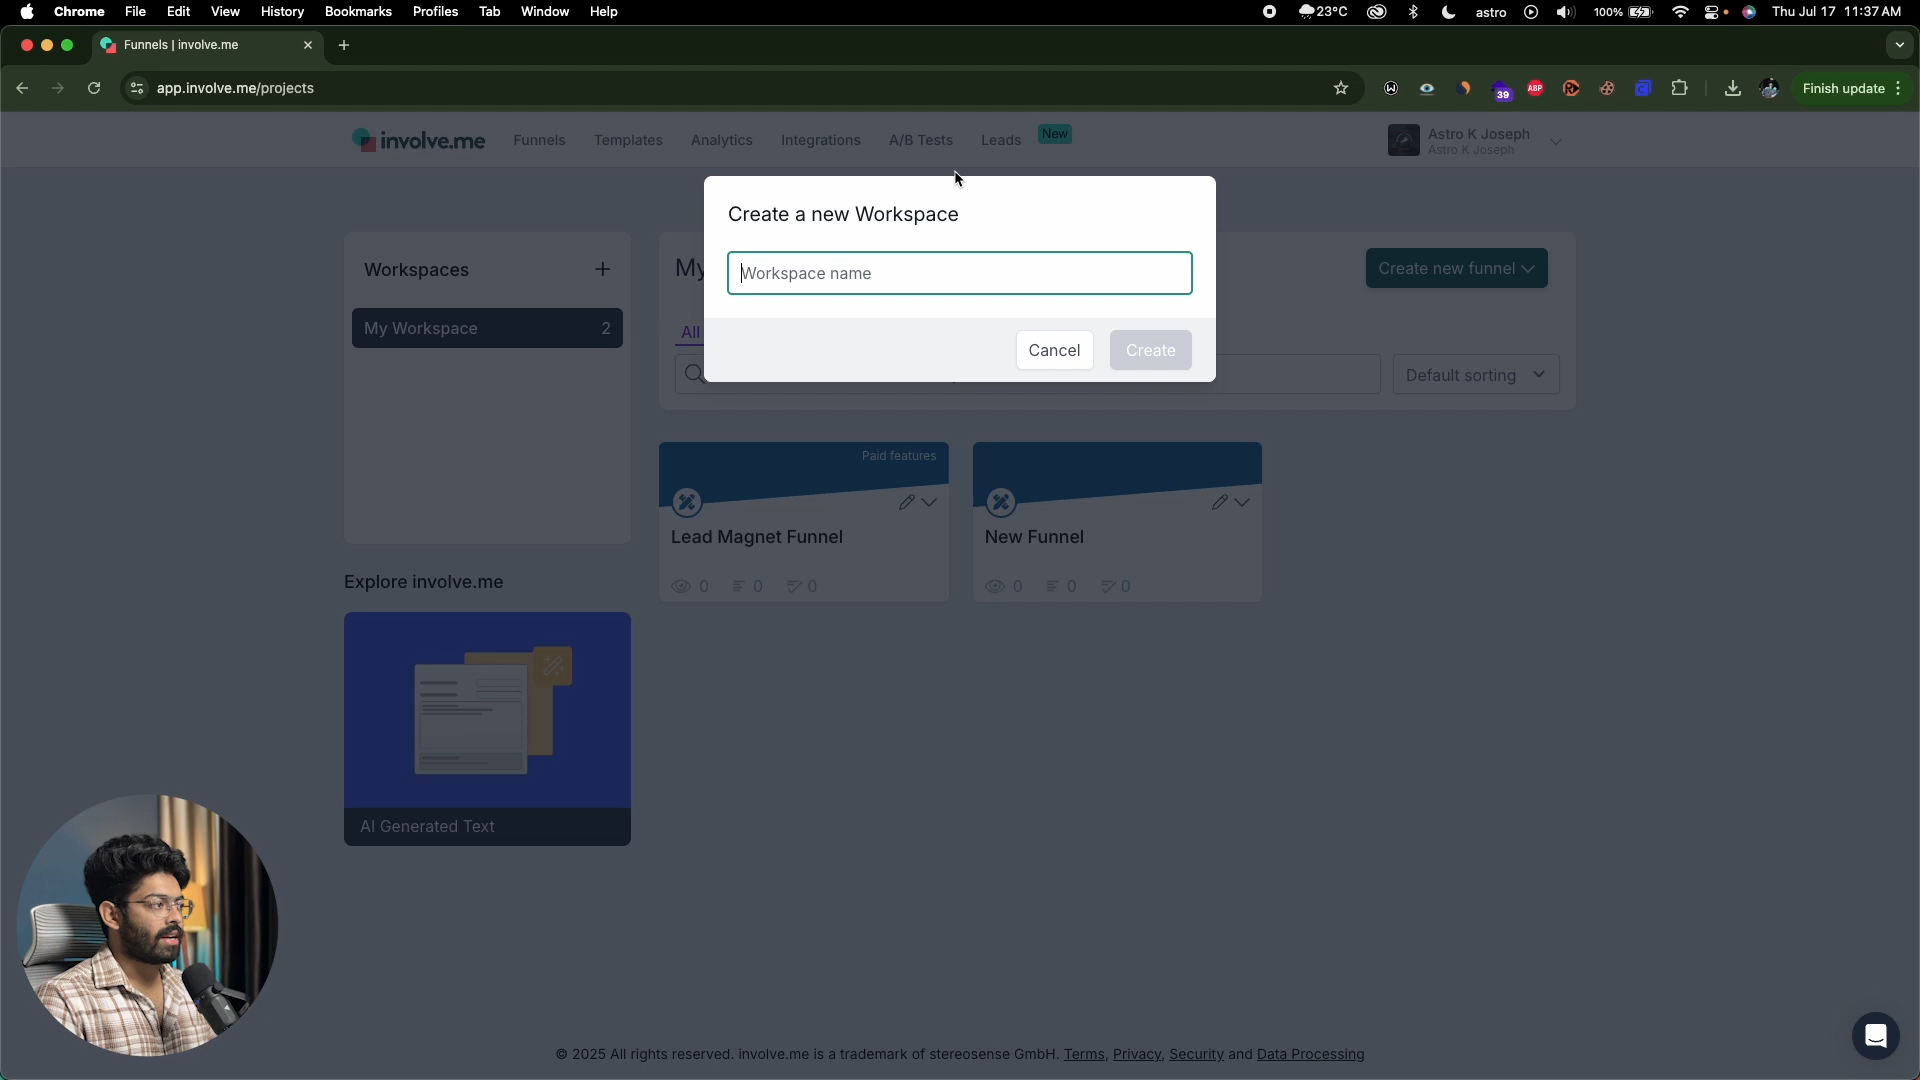 Chrome File Edit View History Bookmarks Profiles Tab Window Help
23°C astro 100% Thu Jul 17 11:37 AM
Funnels | involve.me
app.involve.me/projects
39 ABP Finish update
involve.me Funnels Templates Analytics Integrations A/B Tests Leads New
Astro K Joseph
Astro K Joseph
Create a new Workspace
Workspace name
Cancel Create
Workspaces +
My Workspace 2
My
Create new funnel
All
Default sorting
Paid features
Lead Magnet Funnel
0 0 0
New Funnel
0 0 0
Explore involve.me
AI Generated Text
© 2025 All rights reserved. involve.me is a trademark of stereosense GmbH. Terms, Privacy, Security and Data Processing